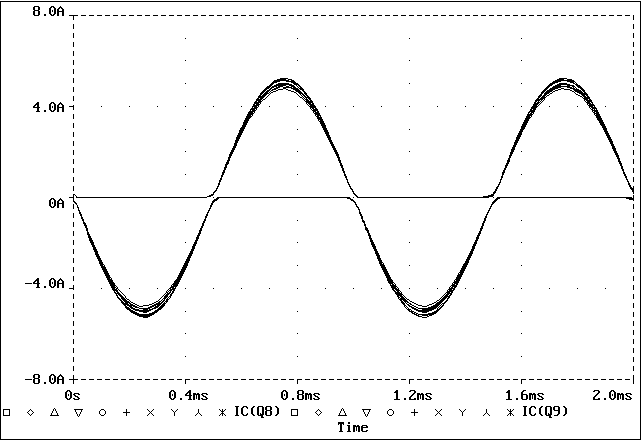 8.0A
4.0A
0A
-4.0A
-8.0A
0s 0.4ms 0.8ms 1.2ms 1.6ms 2.0ms
IC(Q8) IC(Q9)
Time